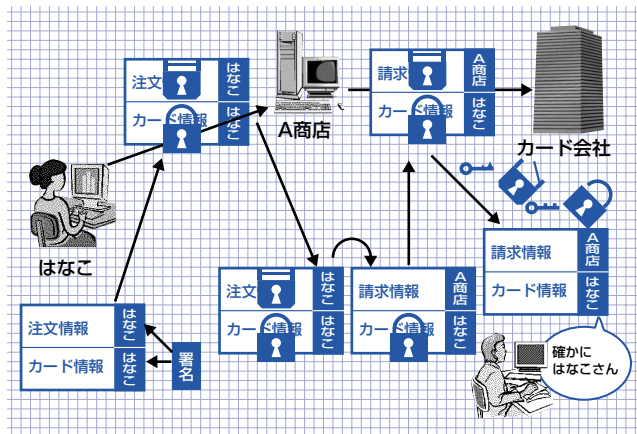 注文
はなこ
カード情報
はなこ
A商店
請求
A商店
カード情報
はなこ
カード会社
はなこ
注文情報
はなこ
カード情報
はなこ
署名
注文
はなこ
カード情報
はなこ
請求情報
A商店
カード情報
はなこ
請求情報
A商店
カード情報
はなこ
確かに
はなこさん